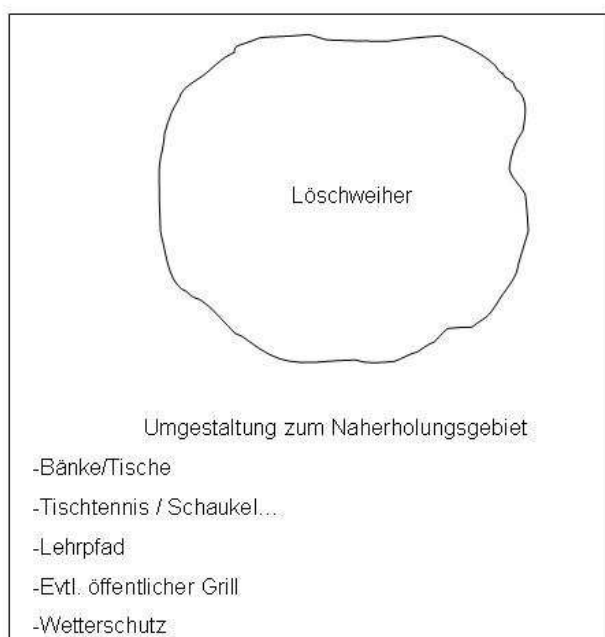 Löschweiher
Umgestaltung zum Naherholungsgebiet
-Bänke/Tische
-Tischtennis / Schaukel...
-Lehrpfad
-Evtl. öffentlicher Grill
-Wetterschutz